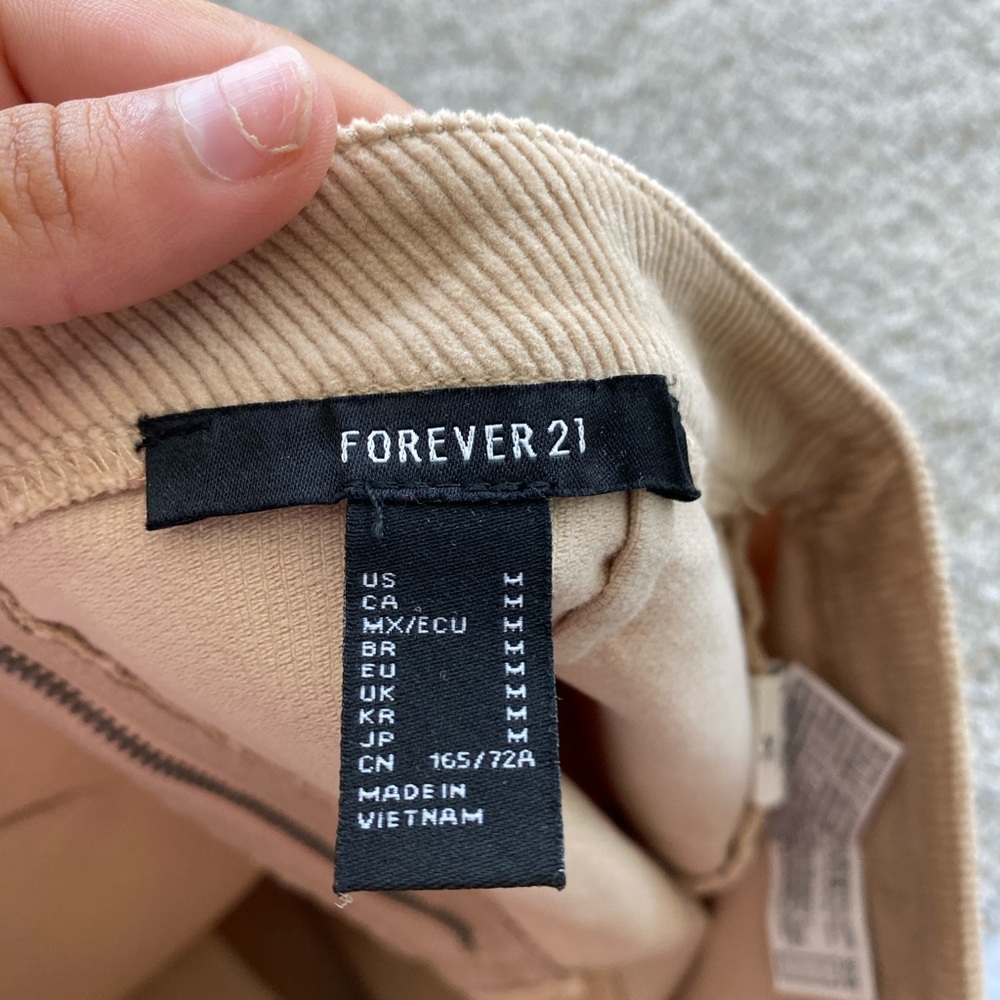 FOREVER 21
US M
CA M
MX/ECU M
BR M
EU M
UK M
KR M
JP M
CN 165/72A
MADE IN
VIETNAM